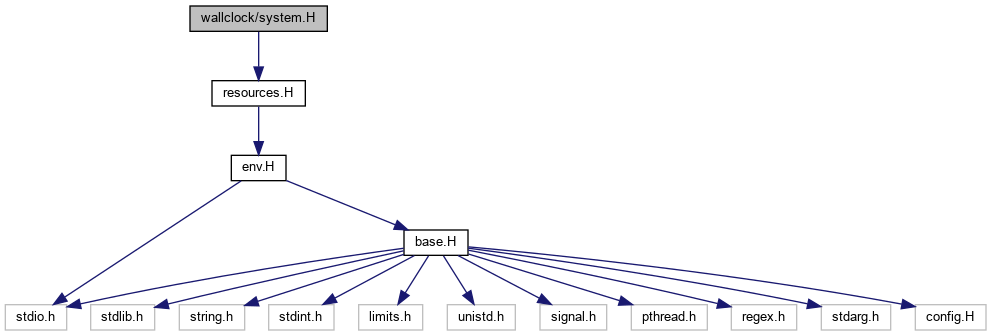 wallclock/system.H
resources.H
env.H
base.H
stdio.h
stdlib.h
string.h
stdint.h
limits.h
unistd.h
signal.h
pthread.h
regex.h
stdarg.h
config.H